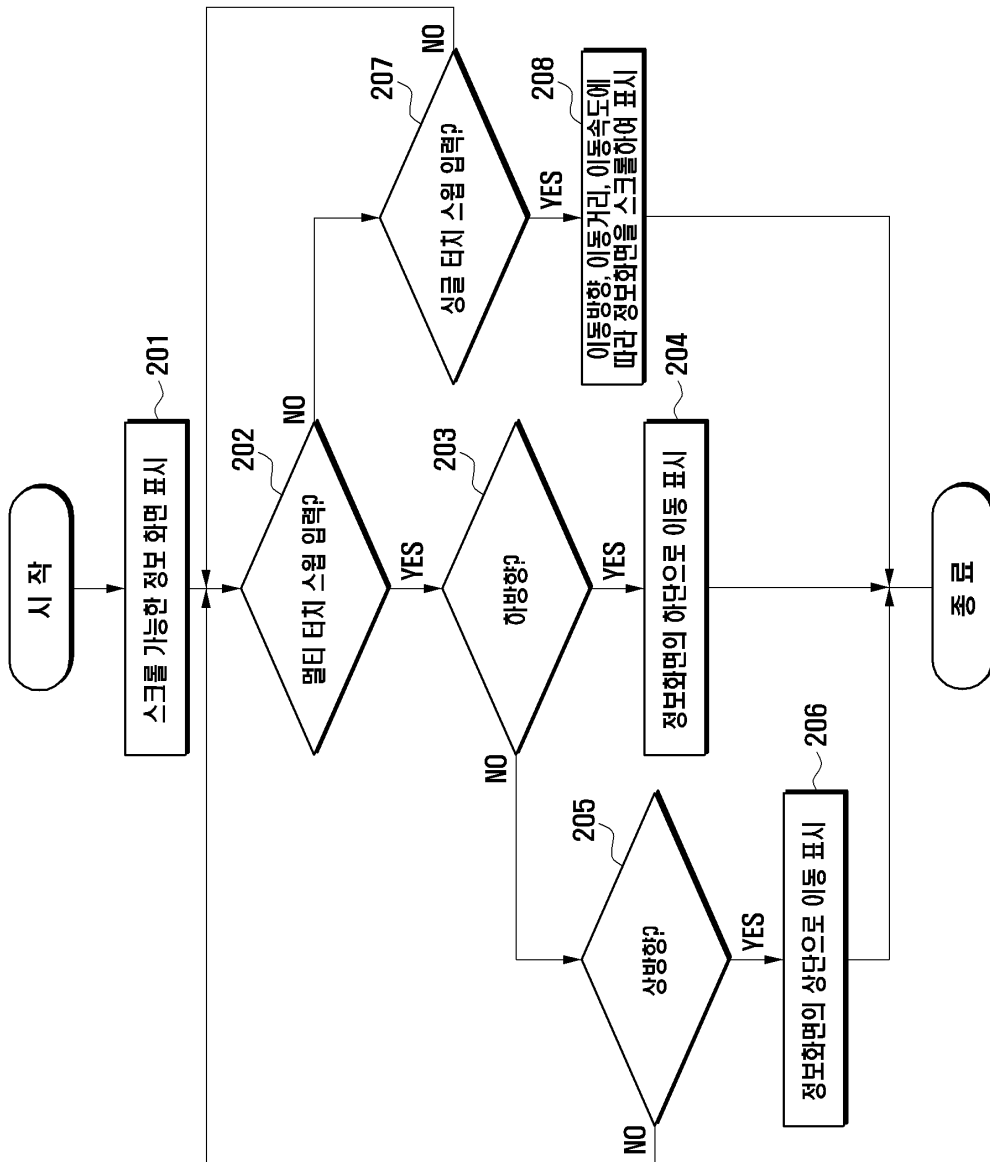 시 작
201
스크롤 가능한 정보 화면 표시
202
멀티 터치 스윕 입력?
NO
YES
203
하방향?
NO
YES
204
정보화면의 하단으로 이동 표시
205
상방향?
NO
YES
206
정보화면의 상단으로 이동 표시
207
싱글 터치 스윕 입력?
NO
YES
208
이동방향, 이동거리, 이동속도에
따라 정보화면을 스크롤하여 표시
종 료